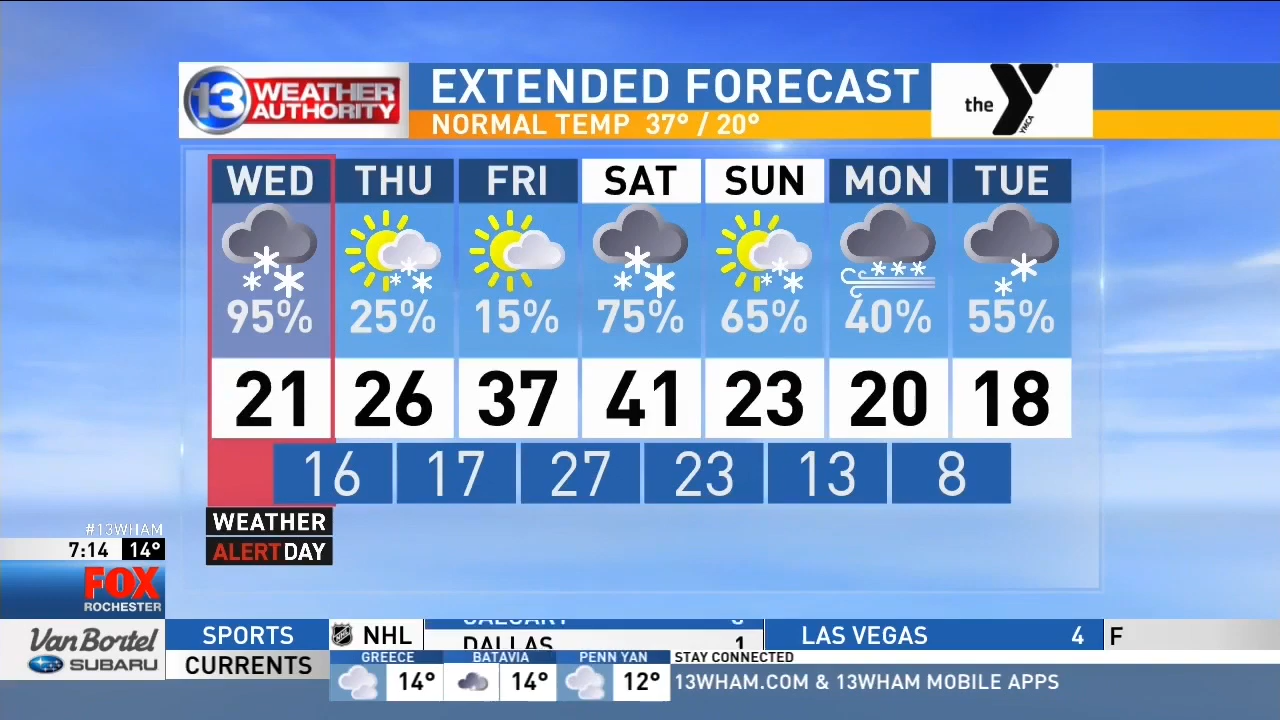 13 WEATHER AUTHORITY
EXTENDED FORECAST
NORMAL TEMP 37° / 20°
the Y
YMCA
WED THU FRI SAT SUN MON TUE
95% 25% 15% 75% 65% 40% 55%
21 26 37 41 23 20 18
16 17 27 23 13 8
WEATHER
ALERT DAY
#13WHAM
7:14 14°
FOX
ROCHESTER
Van Bortel
SUBARU
SPORTS
CURRENTS
NHL
CALGARY
DALLAS 1
LAS VEGAS 4 F
GREECE BATAVIA PENN YAN STAY CONNECTED
14° 14° 12° 13WHAM.COM & 13WHAM MOBILE APPS